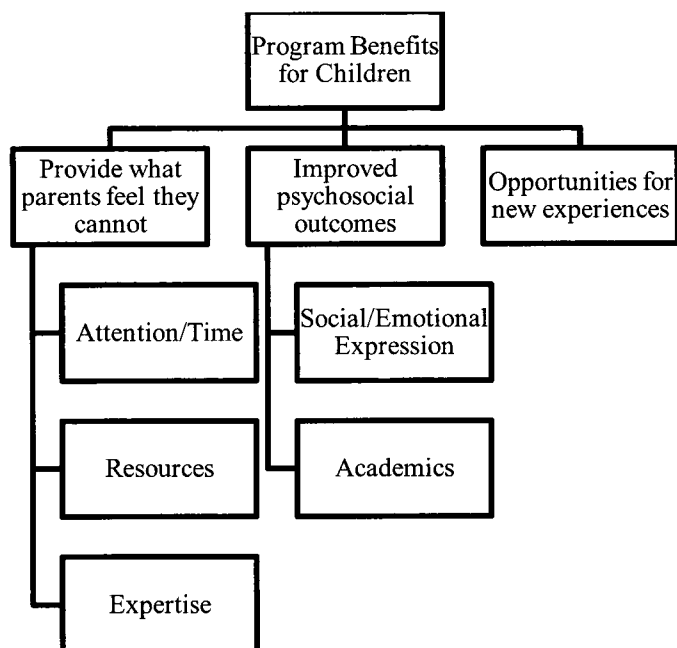 Program Benefits
for Children
Provide what
parents feel they
cannot
Improved
psychosocial
outcomes
Opportunities for
new experiences
Attention/Time
Social/Emotional
Expression
Resources
Academics
Expertise